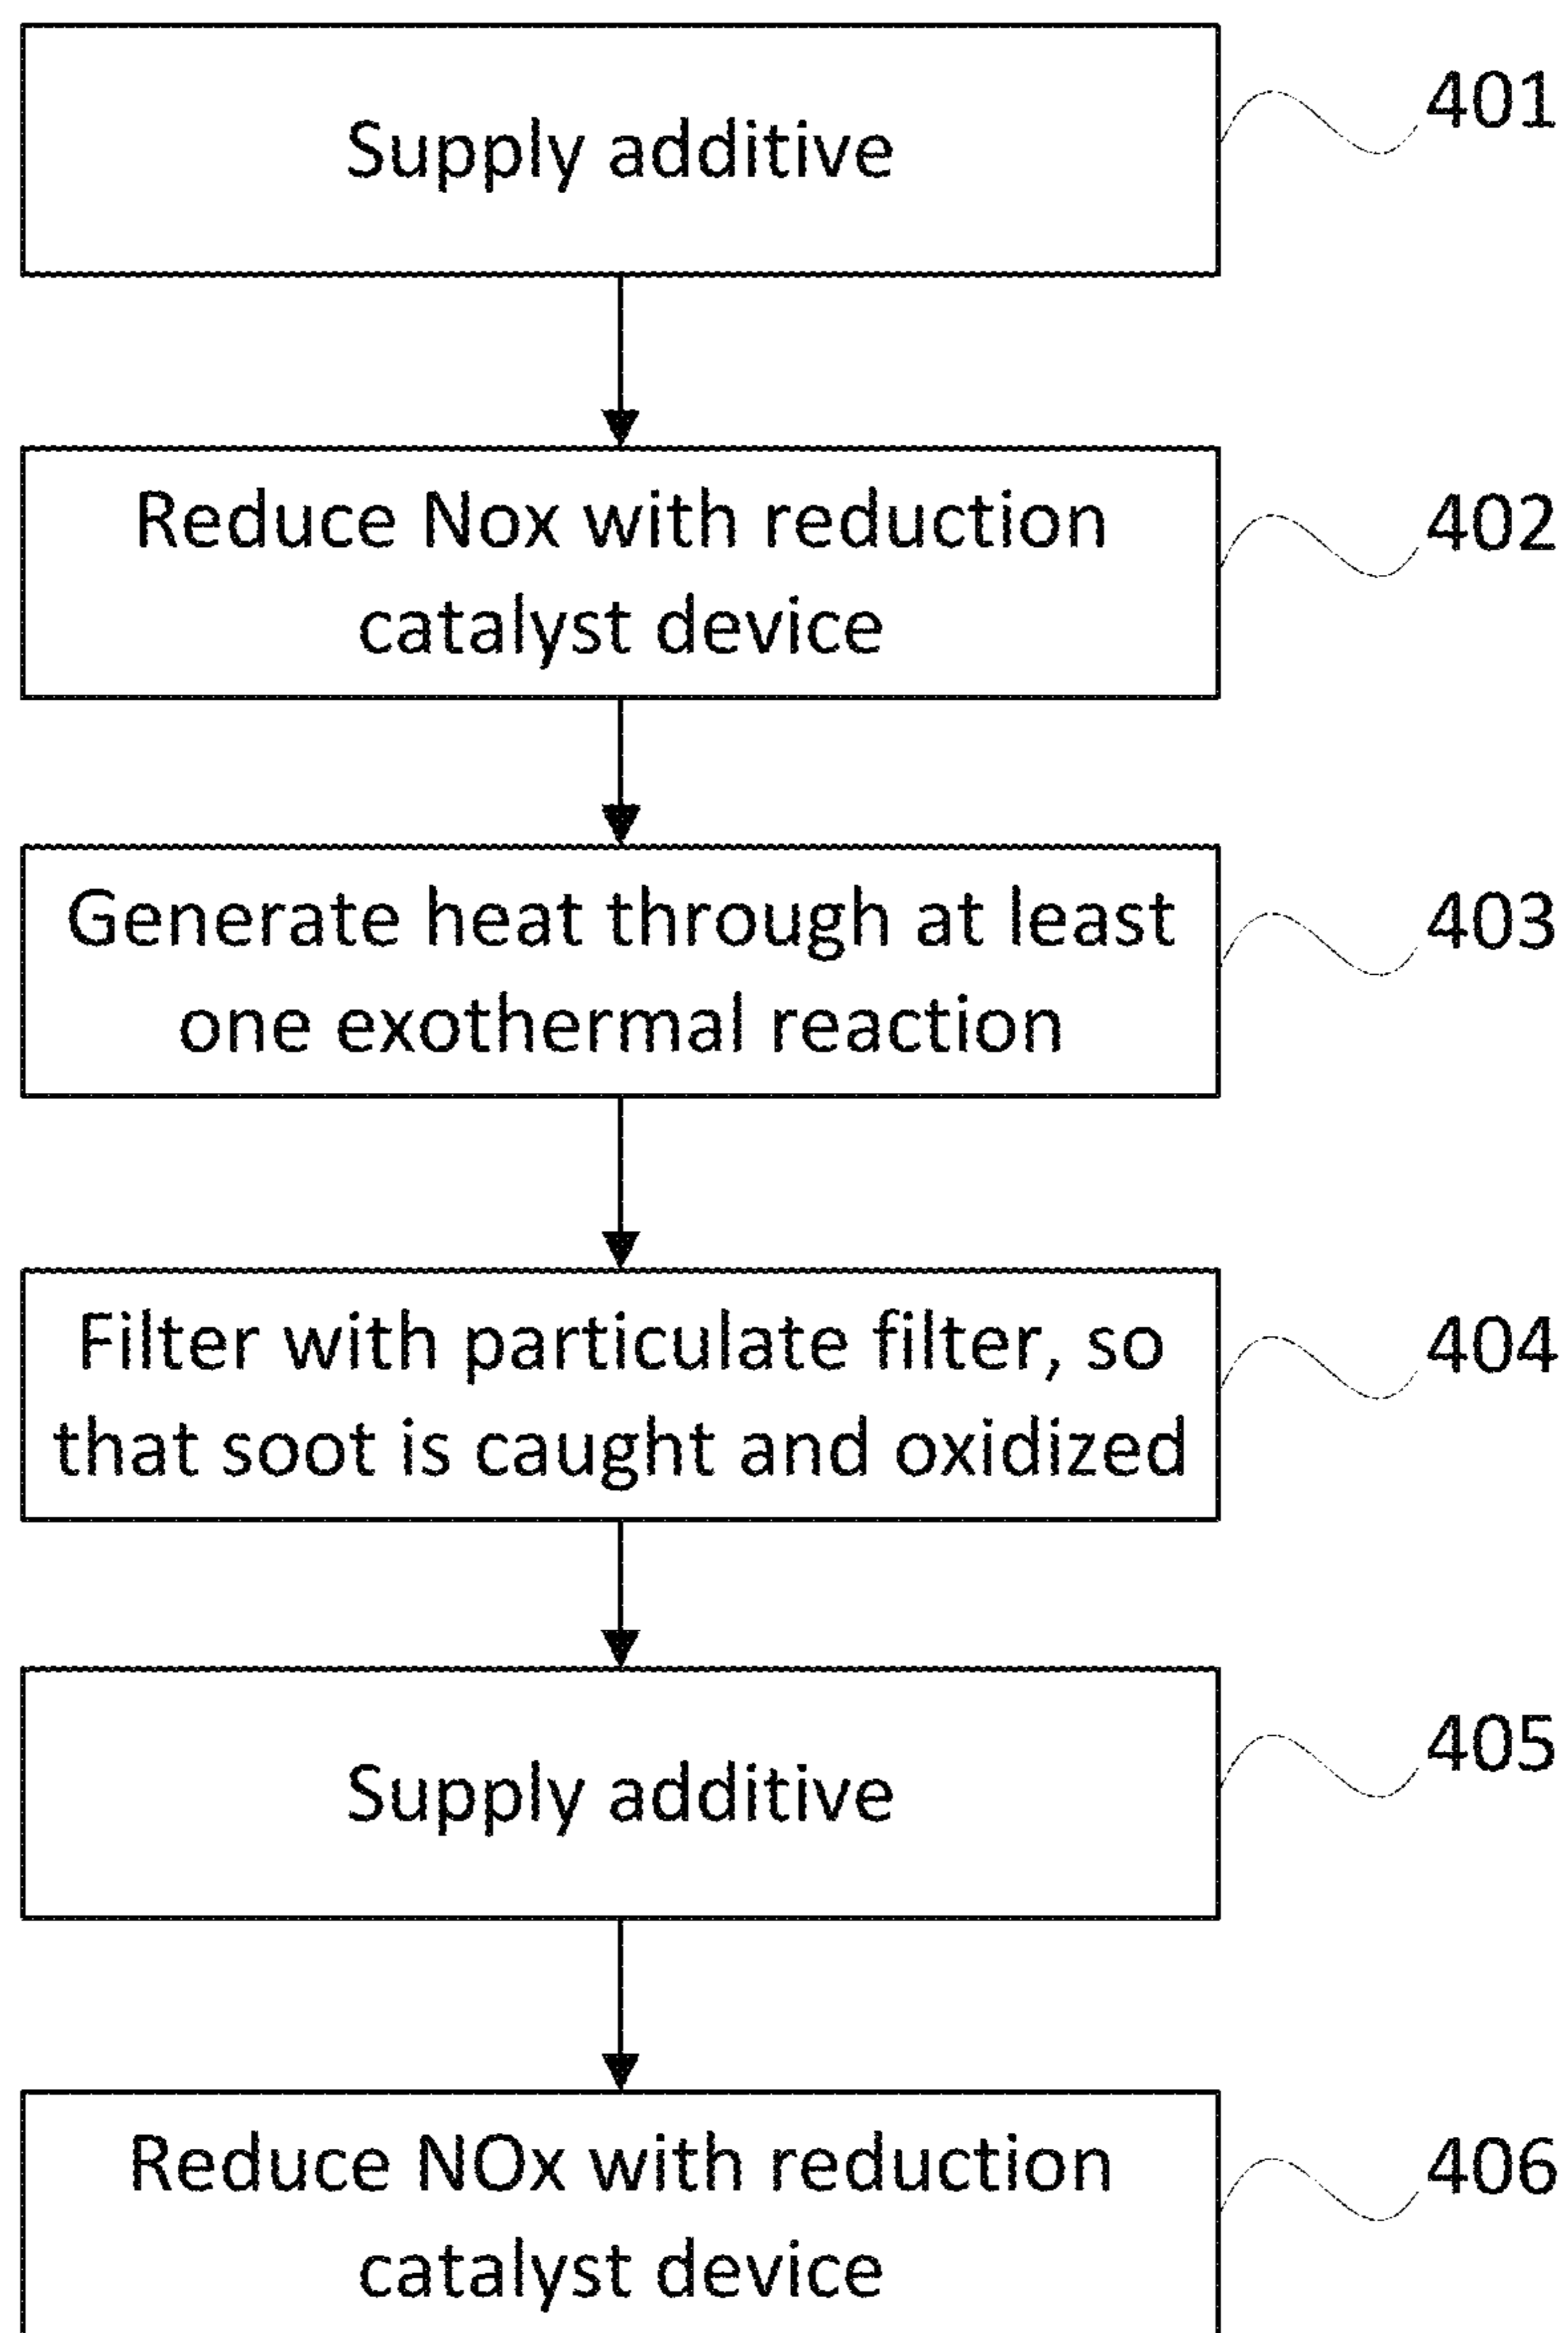 Supply additive
401
Reduce Nox with reduction
catalyst device
402
Generate heat through at least
one exothermal reaction
403
Filter with particulate filter, so
that soot is caught and oxidized
404
Supply additive
405
Reduce NOx with reduction
catalyst device
406